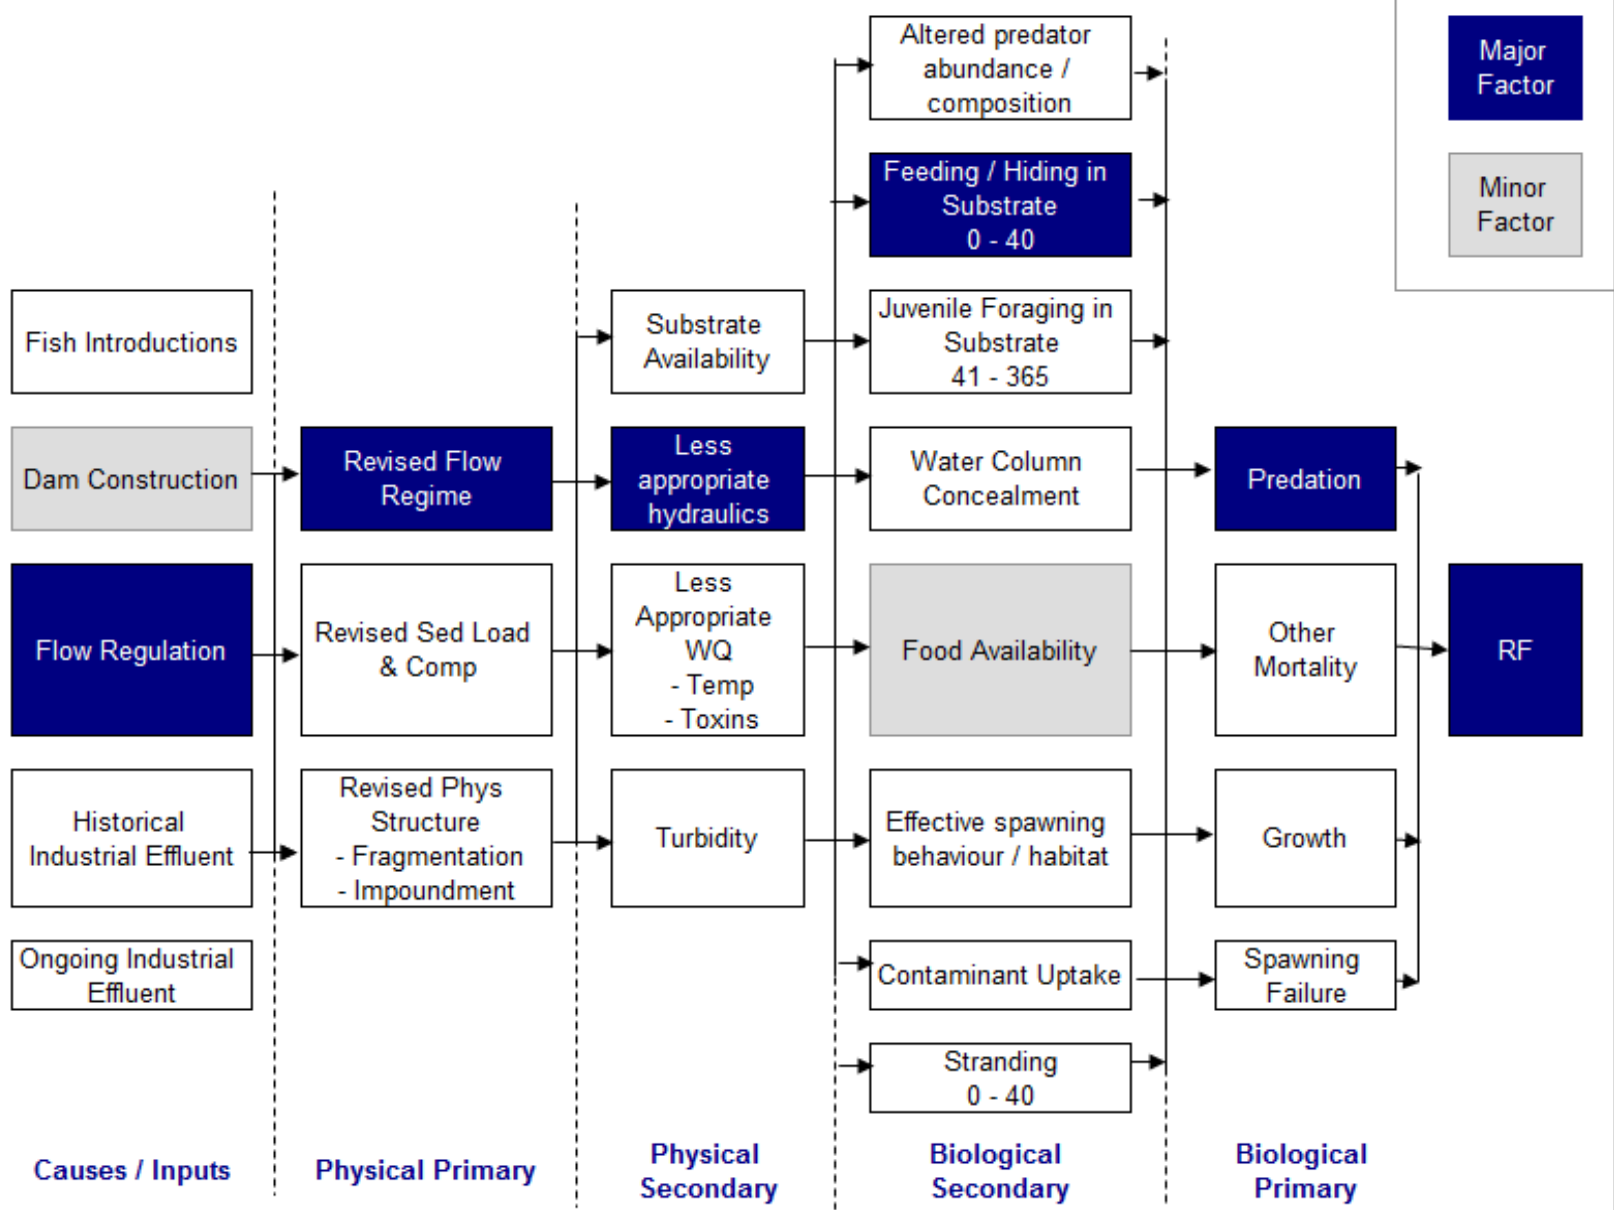 Altered predator
abundance /
composition
Major
Factor
Feeding / Hiding in
Substrate
0 - 40
Minor
Factor
Fish Introductions
Substrate
Availability
Juvenile Foraging in
Substrate
41 - 365
Dam Construction
Revised Flow
Regime
Less
appropriate
hydraulics
Water Column
Concealment
Predation
Flow Regulation
Revised Sed Load
& Comp
Less
Appropriate
WQ
- Temp
- Toxins
Food Availability
Other
Mortality
RF
Historical
Industrial Effluent
Revised Phys
Structure
- Fragmentation
- Impoundment
Turbidity
Effective spawning
behaviour / habitat
Growth
Ongoing Industrial
Effluent
Contaminant Uptake
Spawning
Failure
Stranding
0 - 40
Causes / Inputs
Physical Primary
Physical
Secondary
Biological
Secondary
Biological
Primary